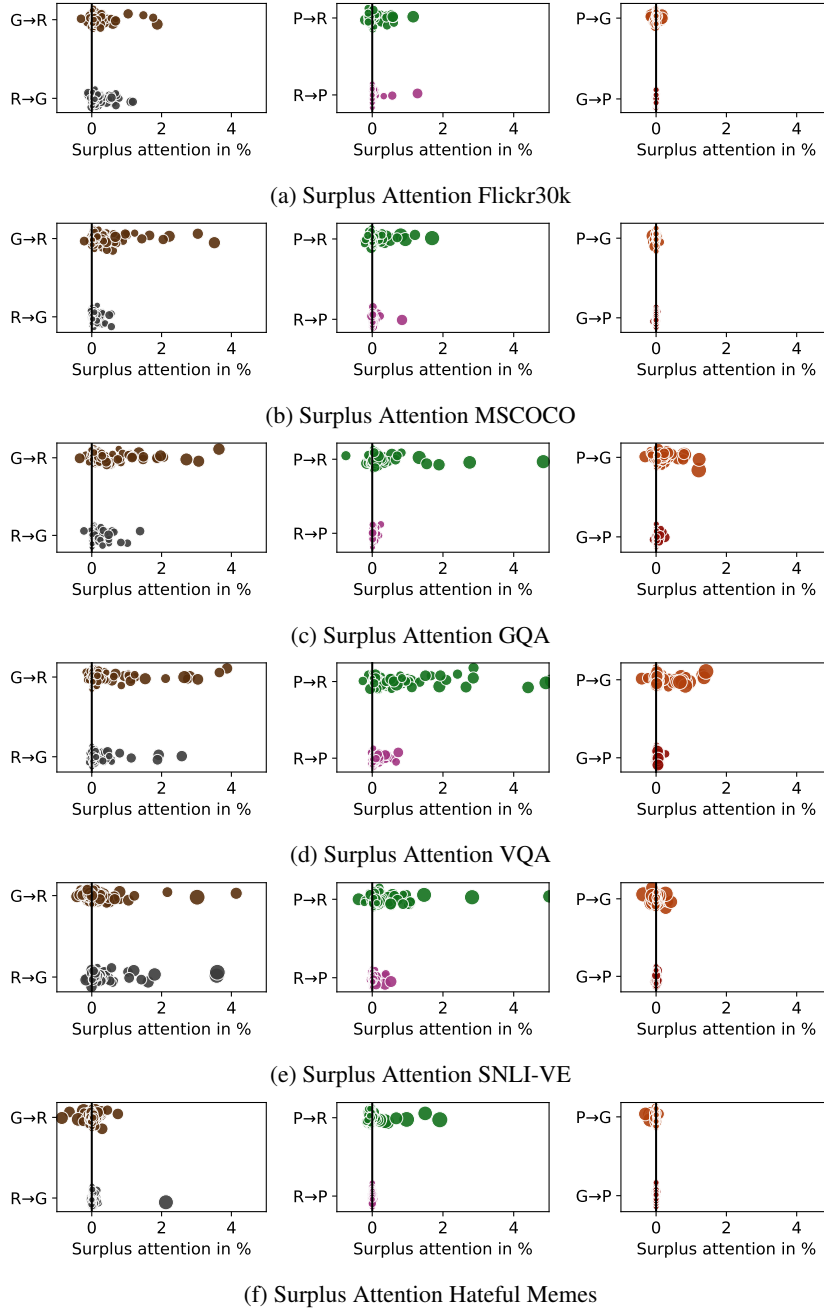 G→R
R→G
0 2 4
Surplus attention in %
P→R
R→P
0 2 4
Surplus attention in %
P→G
G→P
0 2 4
Surplus attention in %
(a) Surplus Attention Flickr30k
G→R
R→G
0 2 4
Surplus attention in %
P→R
R→P
0 2 4
Surplus attention in %
P→G
G→P
0 2 4
Surplus attention in %
(b) Surplus Attention MSCOCO
G→R
R→G
0 2 4
Surplus attention in %
P→R
R→P
0 2 4
Surplus attention in %
P→G
G→P
0 2 4
Surplus attention in %
(c) Surplus Attention GQA
G→R
R→G
0 2 4
Surplus attention in %
P→R
R→P
0 2 4
Surplus attention in %
P→G
G→P
0 2 4
Surplus attention in %
(d) Surplus Attention VQA
G→R
R→G
0 2 4
Surplus attention in %
P→R
R→P
0 2 4
Surplus attention in %
P→G
G→P
0 2 4
Surplus attention in %
(e) Surplus Attention SNLI-VE
G→R
R→G
0 2 4
Surplus attention in %
P→R
R→P
0 2 4
Surplus attention in %
P→G
G→P
0 2 4
Surplus attention in %
(f) Surplus Attention Hateful Memes